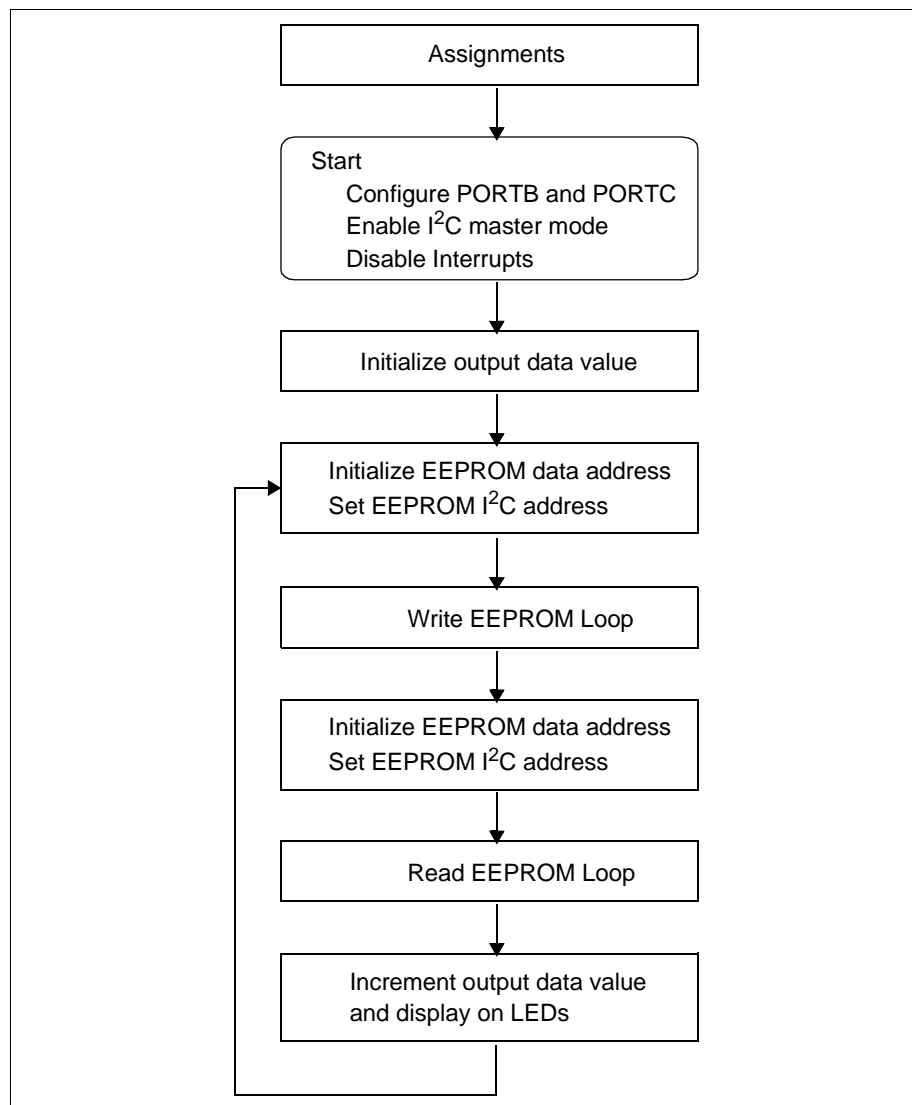 Assignments
Start
Configure PORTB and PORTC
Enable I²C master mode
Disable Interrupts
Initialize output data value
Initialize EEPROM data address
Set EEPROM I²C address
Write EEPROM Loop
Initialize EEPROM data address
Set EEPROM I²C address
Read EEPROM Loop
Increment output data value
and display on LEDs